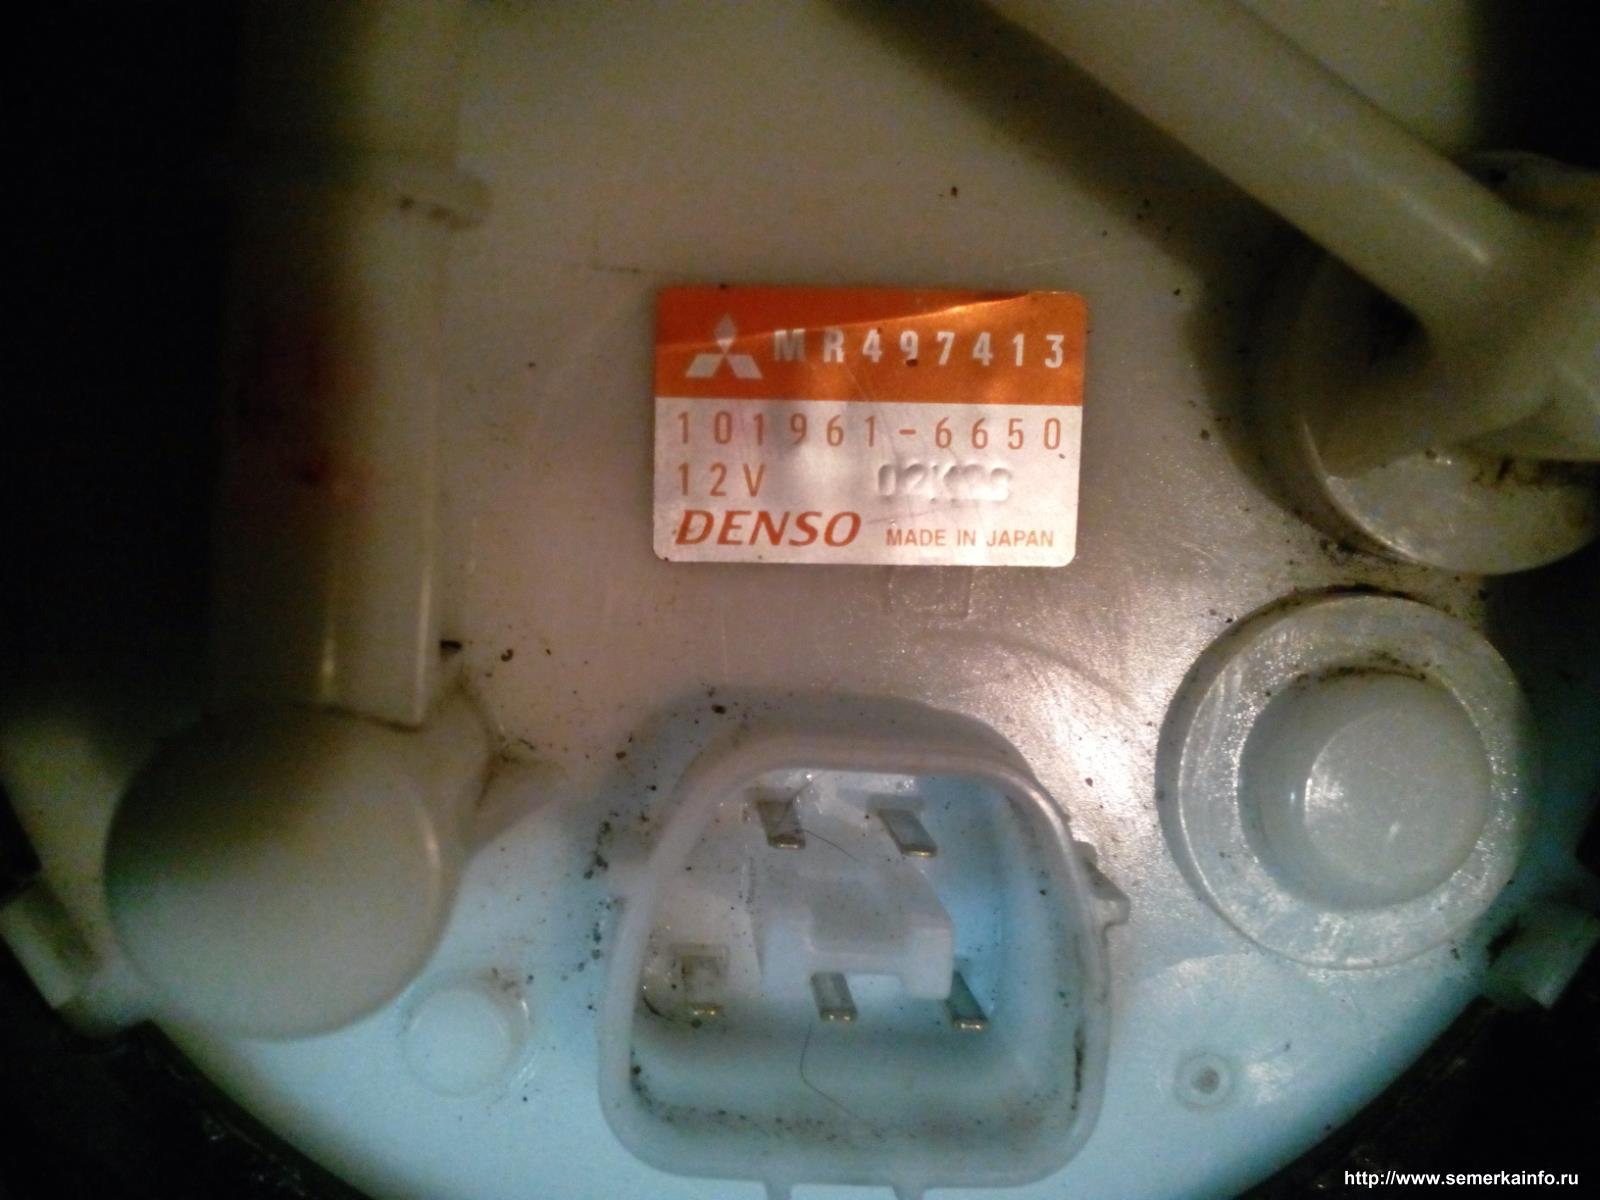 MR497413
101961-6650
12V
DENSO MADE IN JAPAN
http://www.semerkainfo.ru